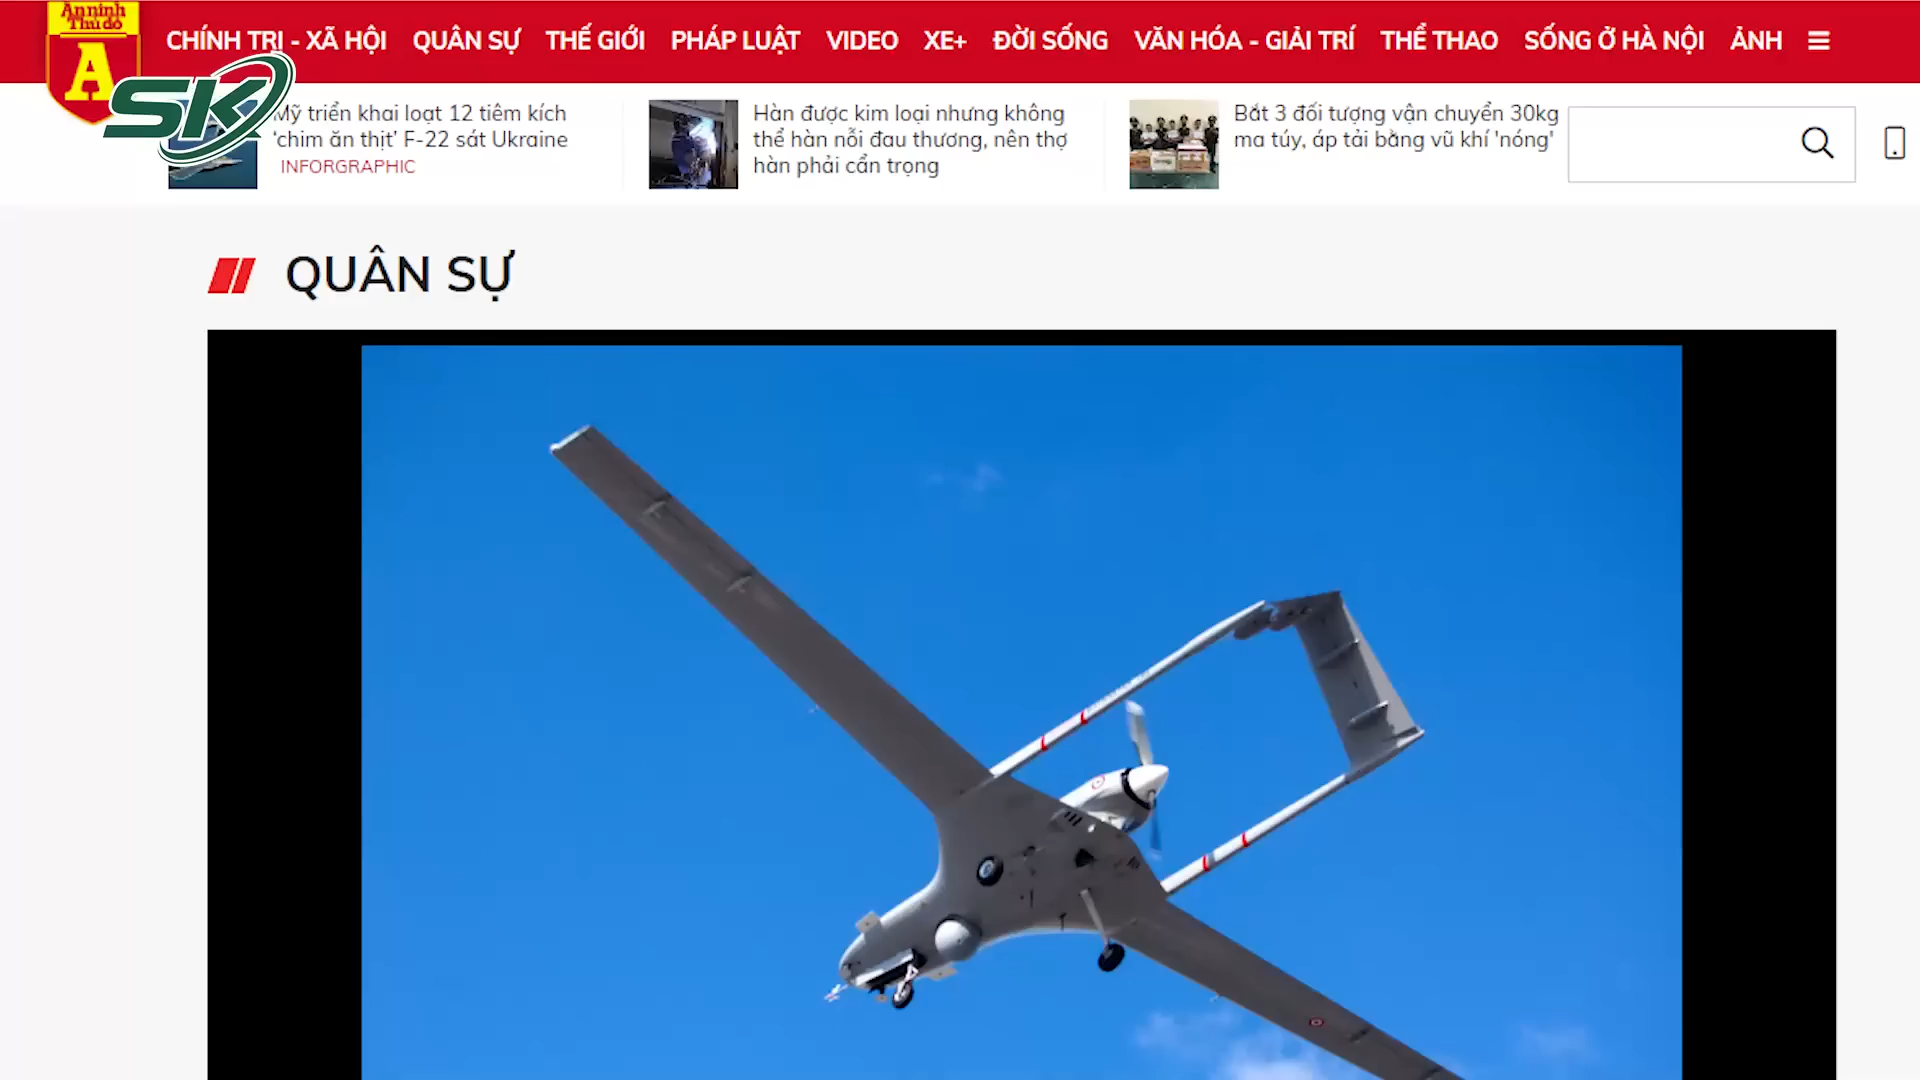 An ninh
Thủ đô
A
CHÍNH TRỊ - XÃ HỘI QUÂN SỰ THẾ GIỚI PHÁP LUẬT VIDEO XE+ ĐỜI SỐNG VĂN HÓA - GIẢI TRÍ THỂ THAO SỐNG Ở HÀ NỘI ẢNH
SK
Mỹ triển khai loạt 12 tiêm kích
'chim ăn thịt' F-22 sát Ukraine
INFORGRAPHIC
Hàn được kim loại nhưng không
thể hàn nỗi đau thương, nên thợ
hàn phải cẩn trọng
Bắt 3 đối tượng vận chuyển 30kg
ma túy, áp tải bằng vũ khí 'nóng'
QUÂN SỰ